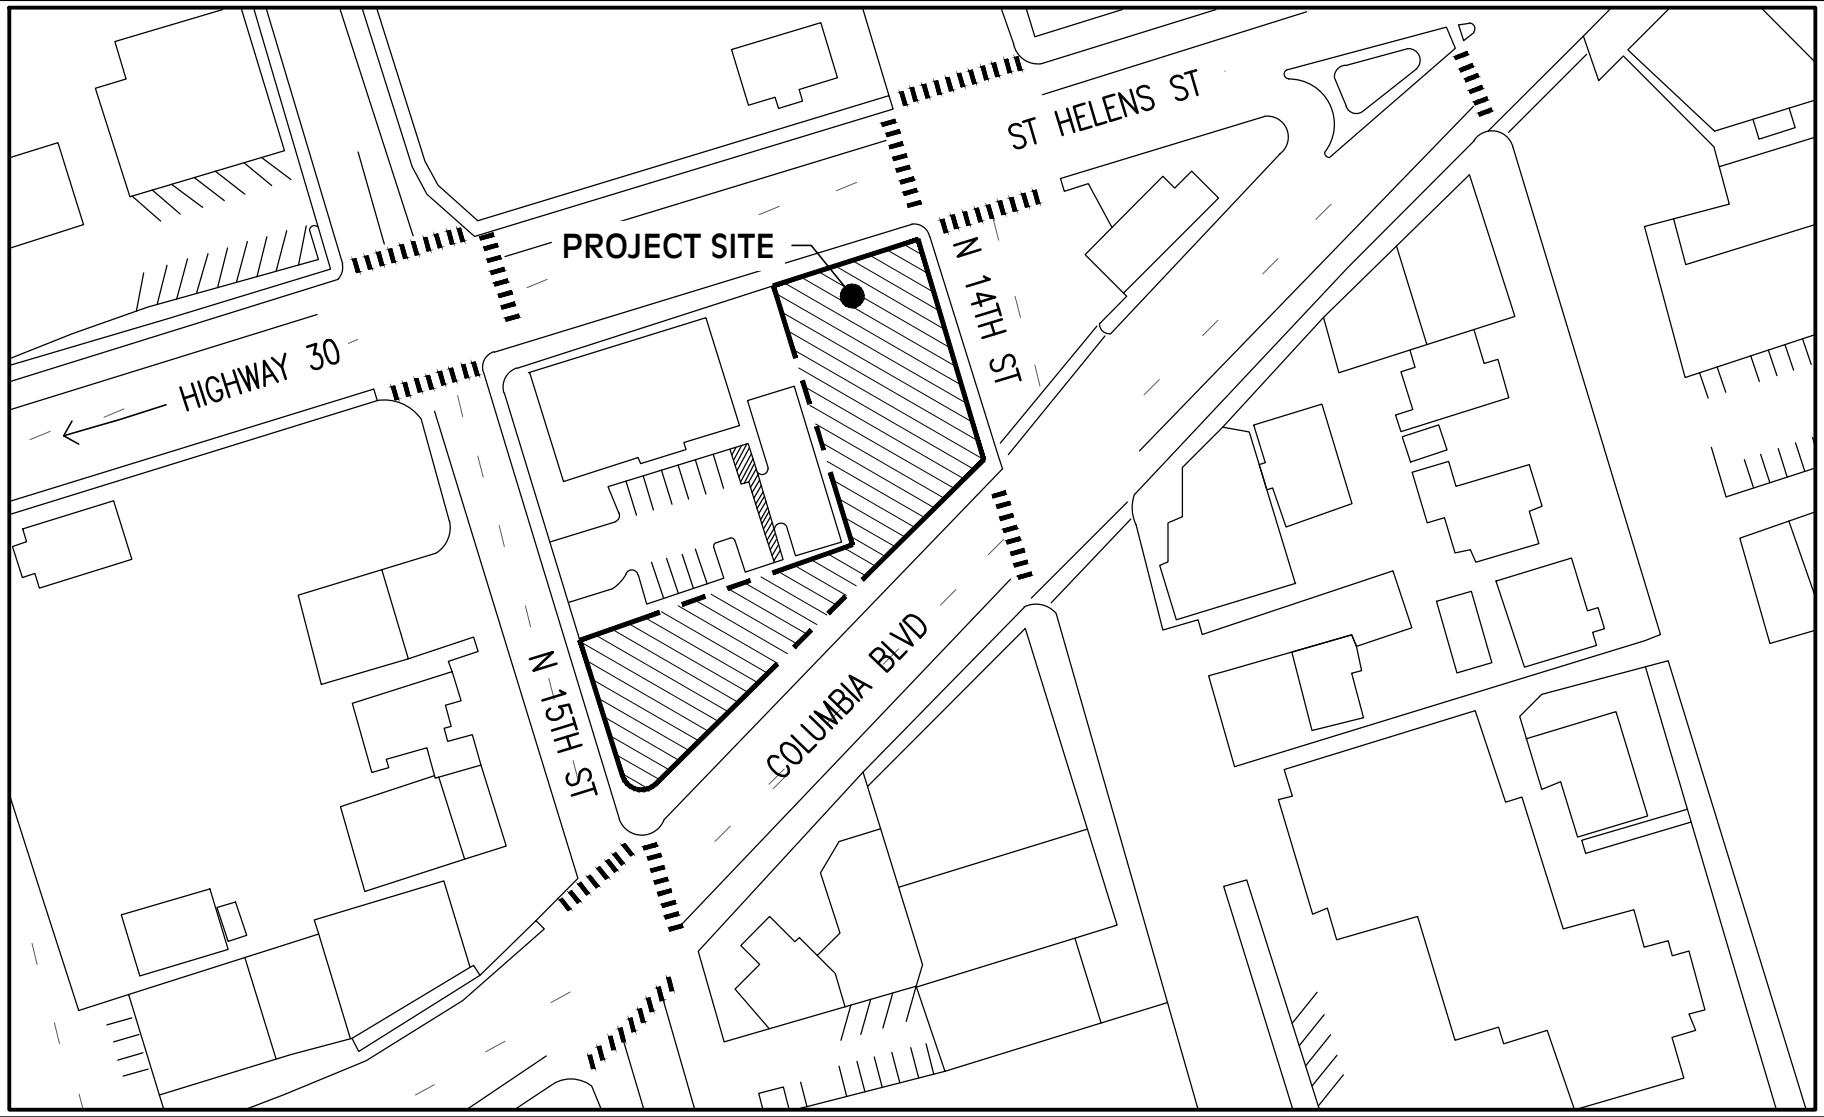 ST HELENS ST
PROJECT SITE
N 14TH ST
HIGHWAY 30
N 15TH ST
COLUMBIA BLVD